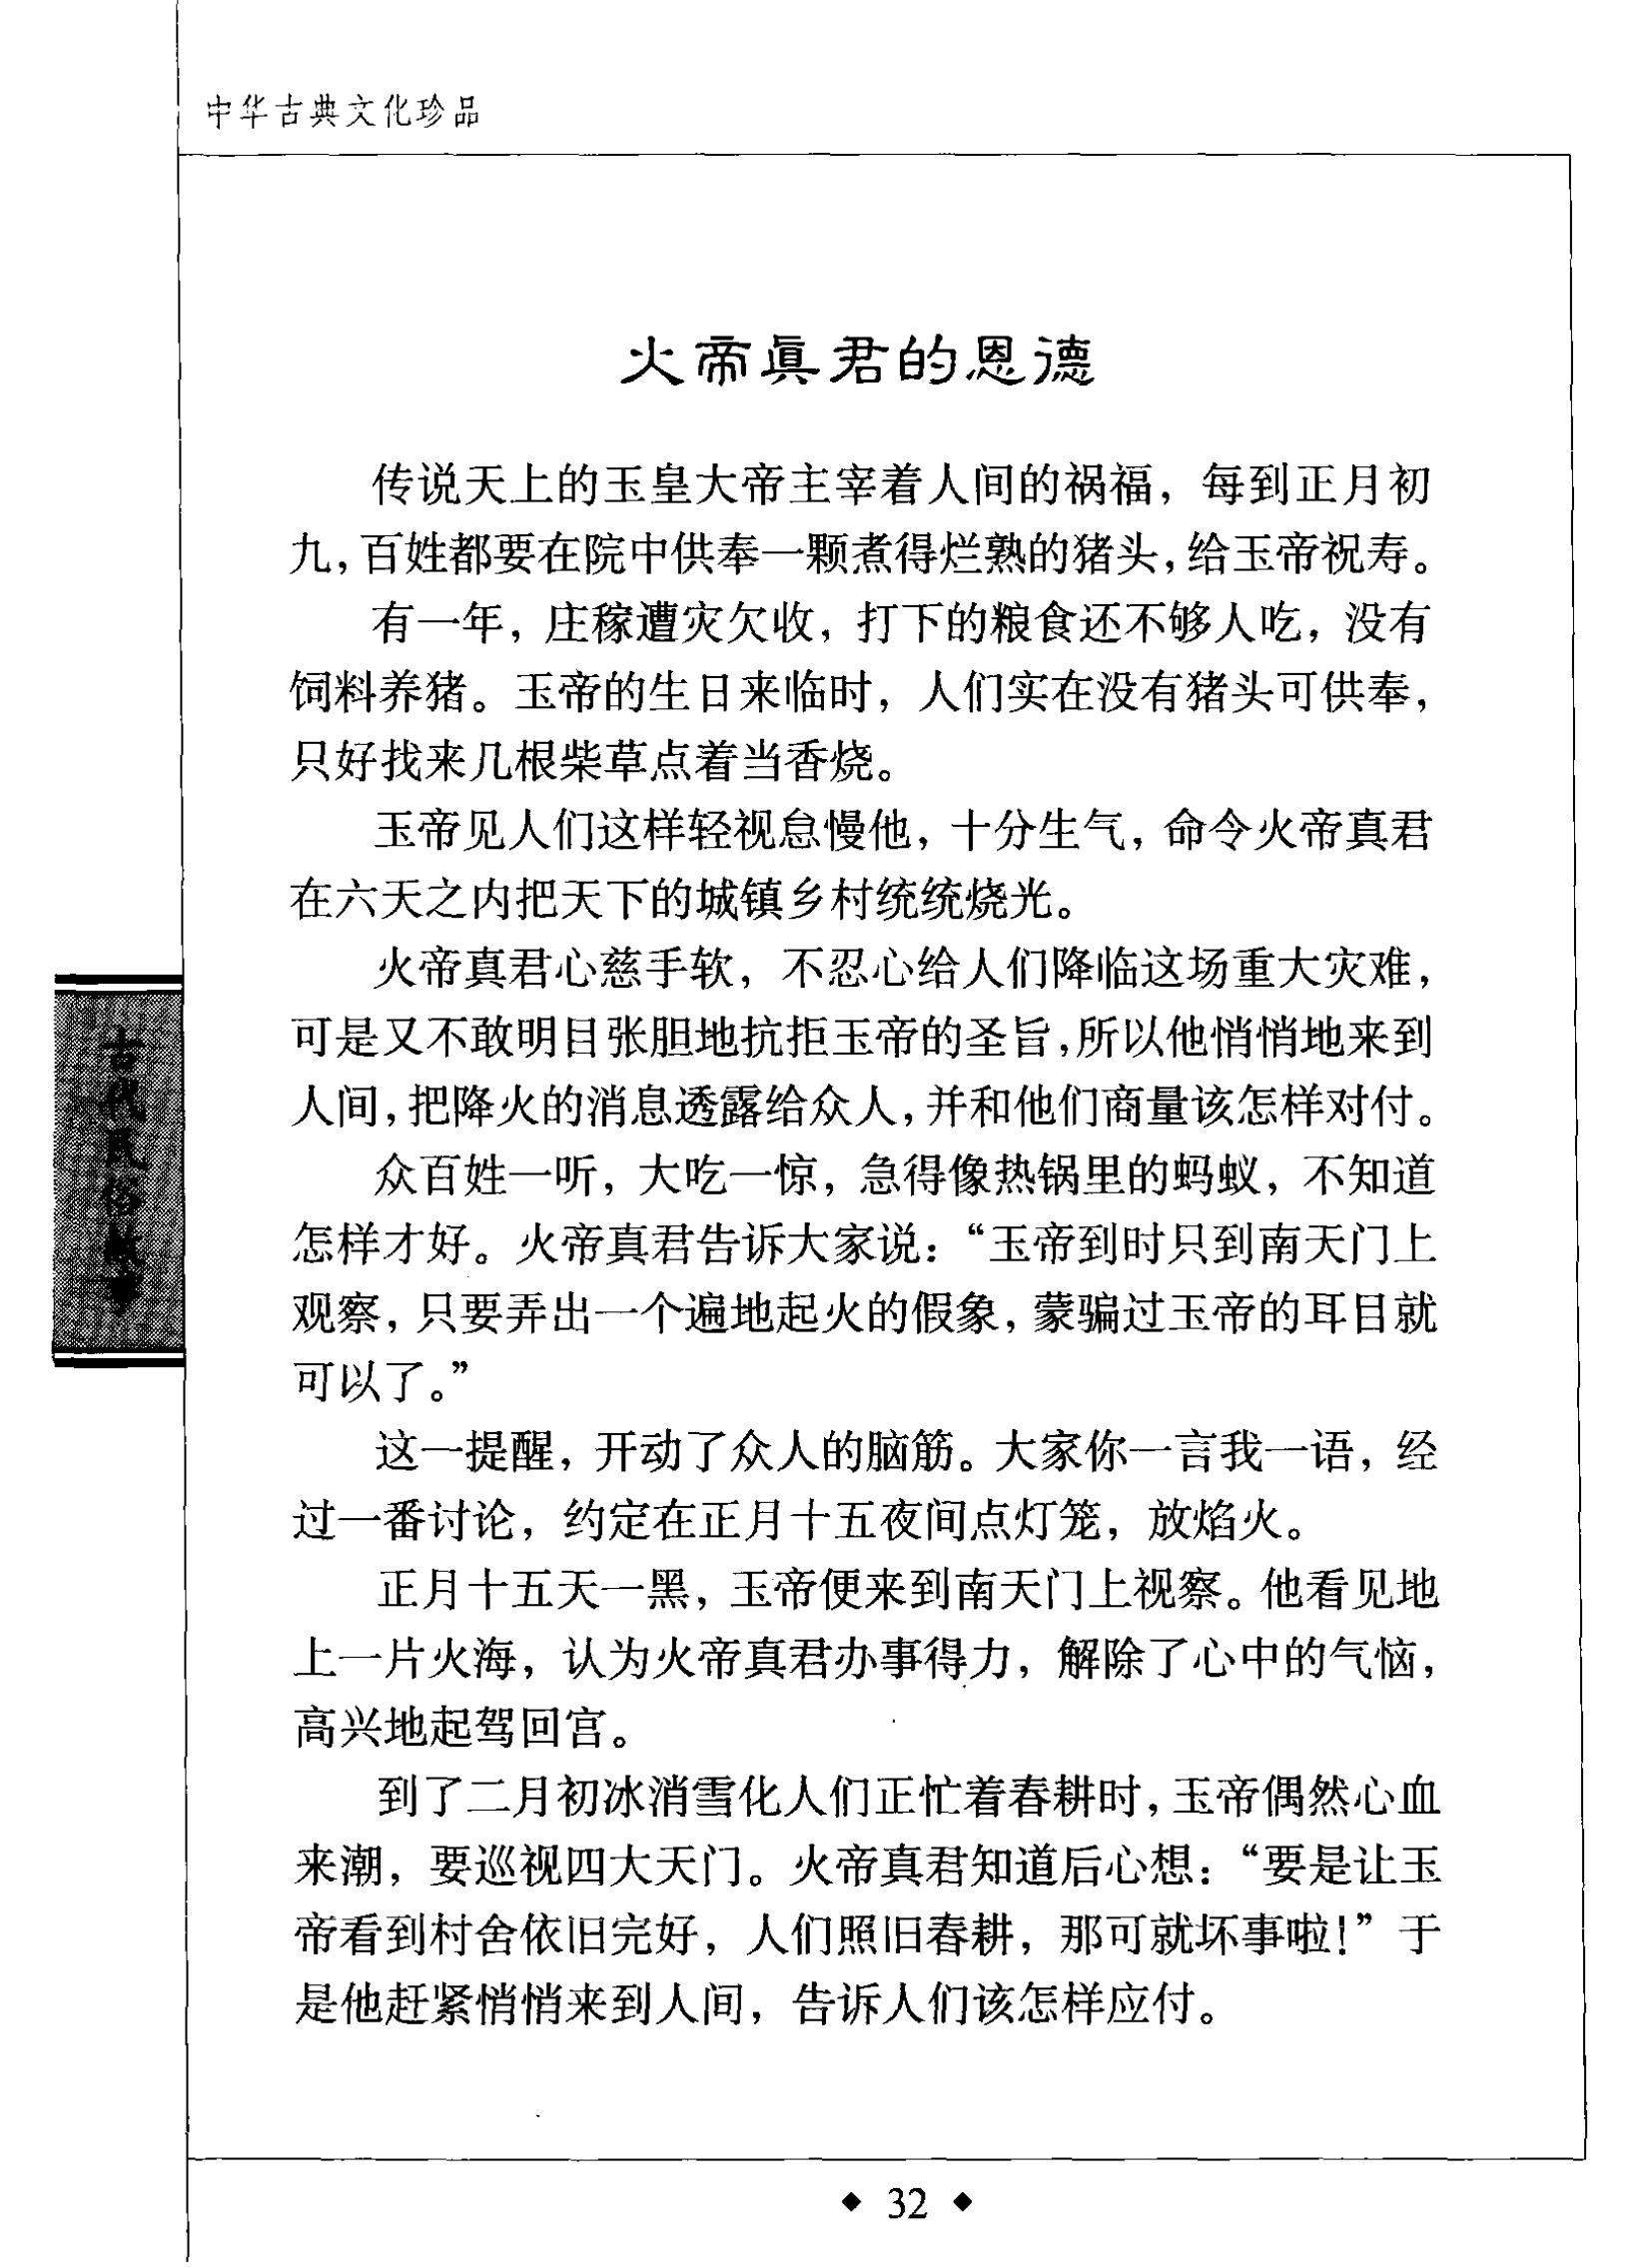 中华古典文化珍品
火帝真君的恩德
传说天上的玉皇大帝主宰着人间的祸福，每到正月初
九，百姓都要在院中供奉一颗煮得烂熟的猪头，给玉帝祝寿。
有一年，庄稼遭灾欠收，打下的粮食还不够人吃，没有
饲料养猪。玉帝的生日来临时，人们实在没有猪头可供奉，
只好找来几根柴草点着当香烧。
玉帝见人们这样轻视怠慢他，十分生气，命令火帝真君
在六天之内把天下的城镇乡村统统烧光。
火帝真君心慈手软，不忍心给人们降临这场重大灾难，
可是又不敢明目张胆地抗拒玉帝的圣旨，所以他悄悄地来到
人间，把降火的消息透露给众人，并和他们商量该怎样对付。
众百姓一听，大吃一惊，急得像热锅里的蚂蚁，不知道
怎样才好。火帝真君告诉大家说：“玉帝到时只到南天门上
观察，只要弄出一个遍地起火的假象，蒙骗过玉帝的耳目就
可以了。”
这一提醒，开动了众人的脑筋。大家你一言我一语，经
过一番讨论，约定在正月十五夜间点灯笼，放焰火。
正月十五天一黑，玉帝便来到南天门上视察。他看见地
上一片火海，认为火帝真君办事得力，解除了心中的气恼，
高兴地起驾回宫。
到了二月初冰消雪化人们正忙着春耕时，玉帝偶然心血
来潮，要巡视四大天门。火帝真君知道后心想：“要是让玉
帝看到村舍依旧完好，人们照旧春耕，那可就坏事啦！”于
是他赶紧悄悄来到人间，告诉人们该怎样应付。
古代民俗故事
◆ 32 ◆